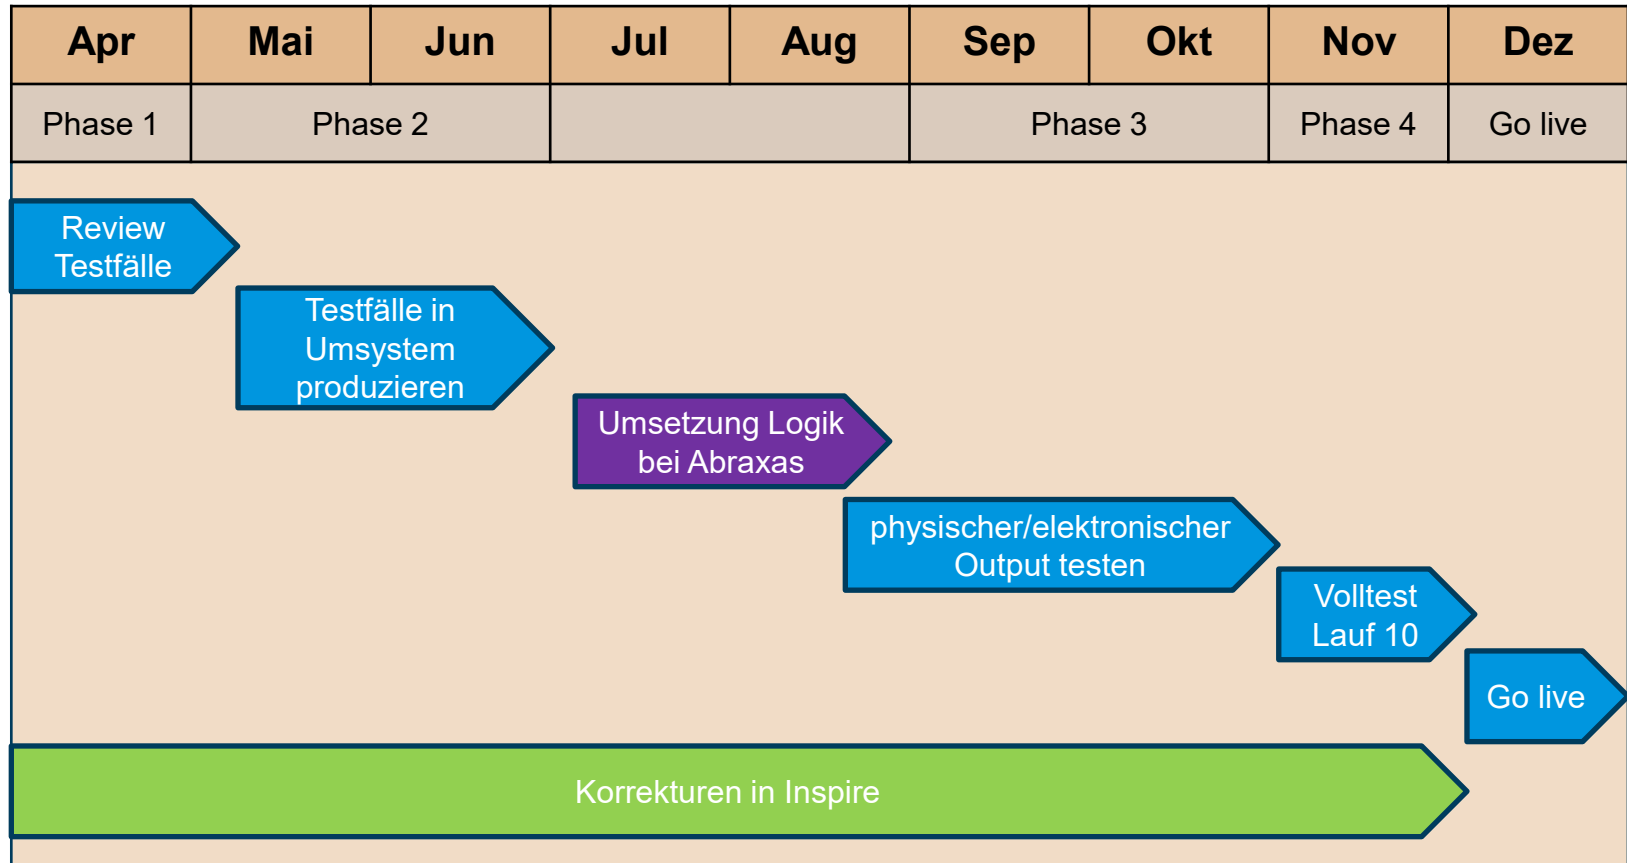 Apr Mai Jun Jul Aug Sep Okt Nov Dez
Phase 1 Phase 2 Phase 3 Phase 4 Go live
Review
Testfälle
Testfälle in
Umsystem
produzieren
Umsetzung Logik
bei Abraxas
physischer/elektronischer
Output testen
Volltest
Lauf 10
Go live
Korrekturen in Inspire